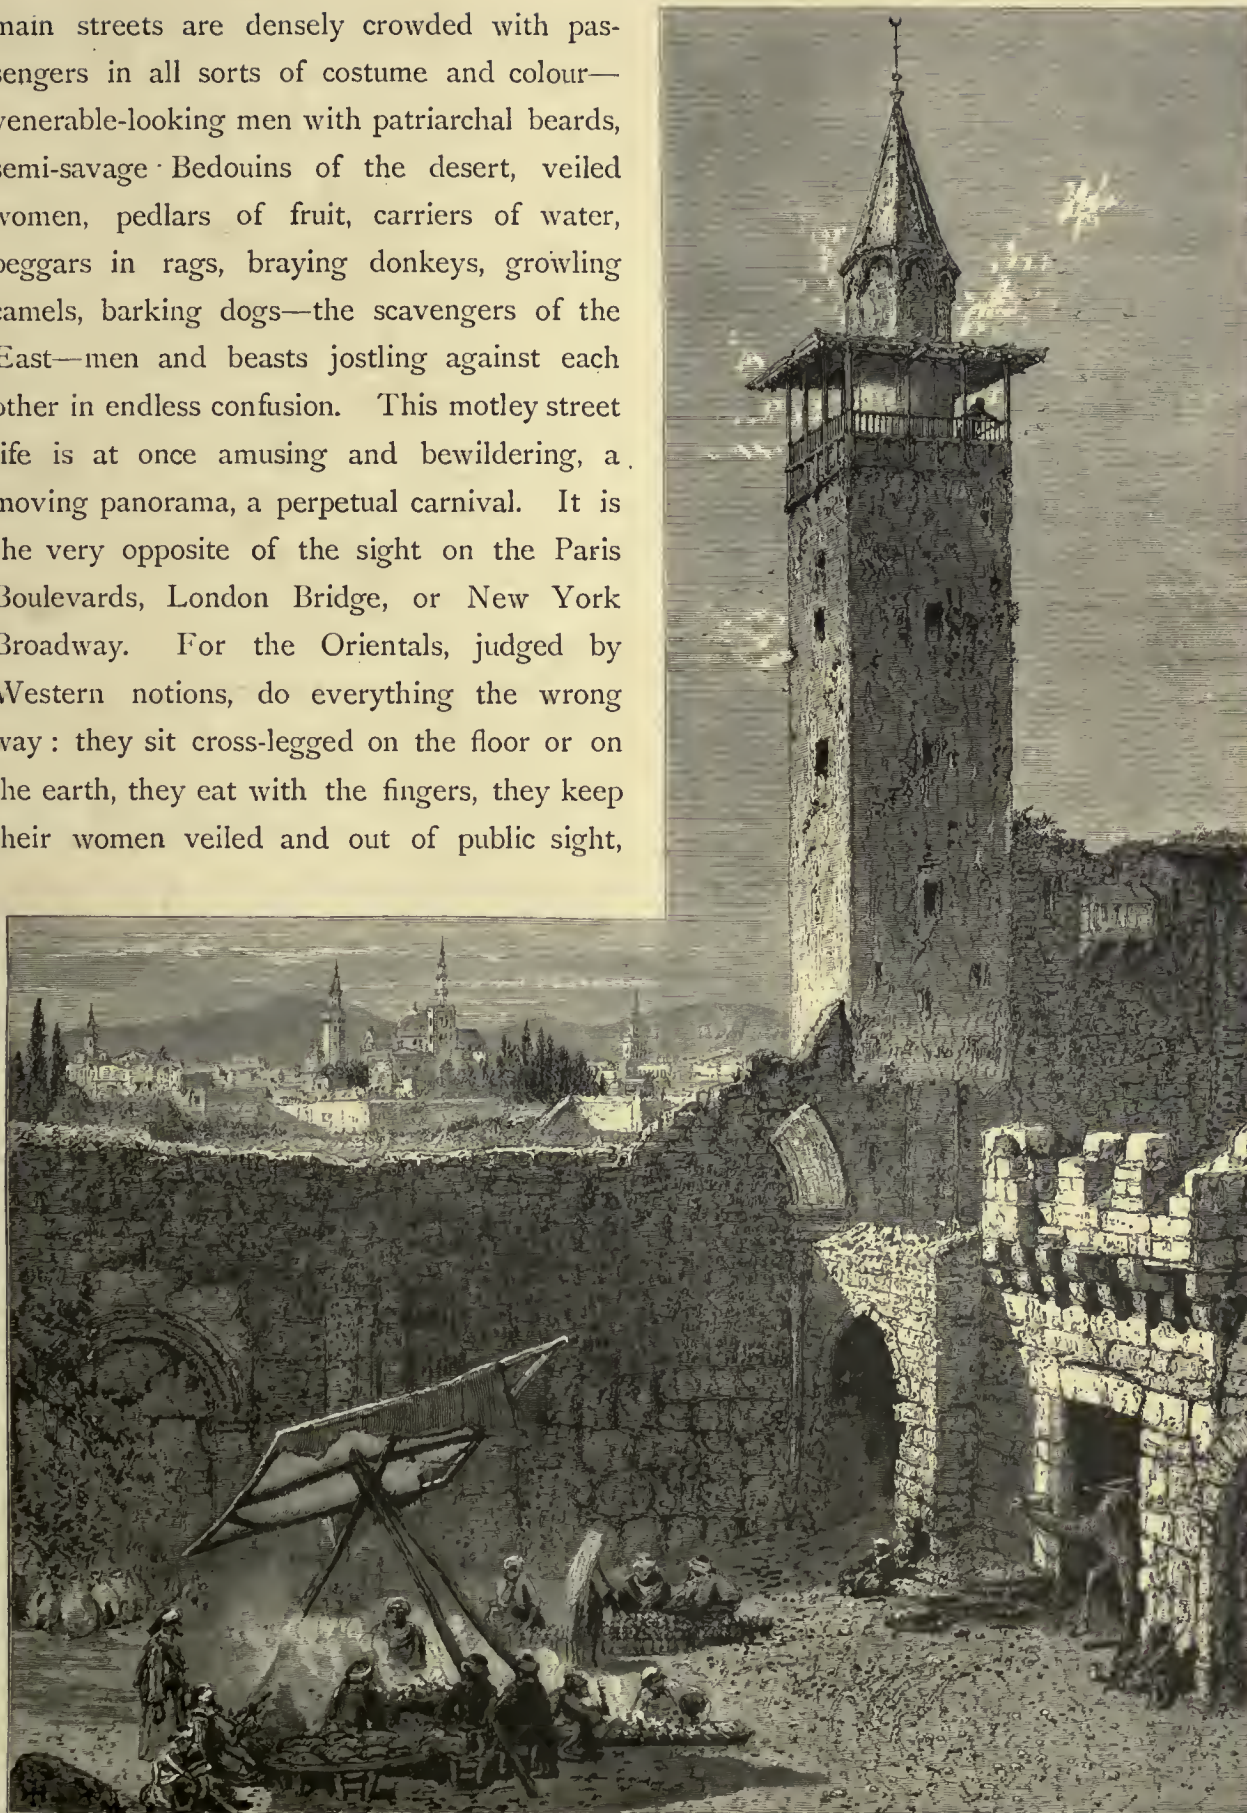 main streets are densely crowded with pas-
sengers in all sorts of costume and colour—
venerable-looking men with patriarchal beards,
semi-savage Bedouins of the desert, veiled
women, pedlars of fruit, carriers of water,
beggars in rags, braying donkeys, growling
camels, barking dogs—the scavengers of the
East—men and beasts jostling against each
other in endless confusion. This motley street
life is at once amusing and bewildering, a
moving panorama, a perpetual carnival. It is
the very opposite of the sight on the Paris
Boulevards, London Bridge, or New York
Broadway. For the Orientals, judged by
Western notions, do everything the wrong
way: they sit cross-legged on the floor or on
the earth, they eat with the fingers, they keep
their women veiled and out of public sight,